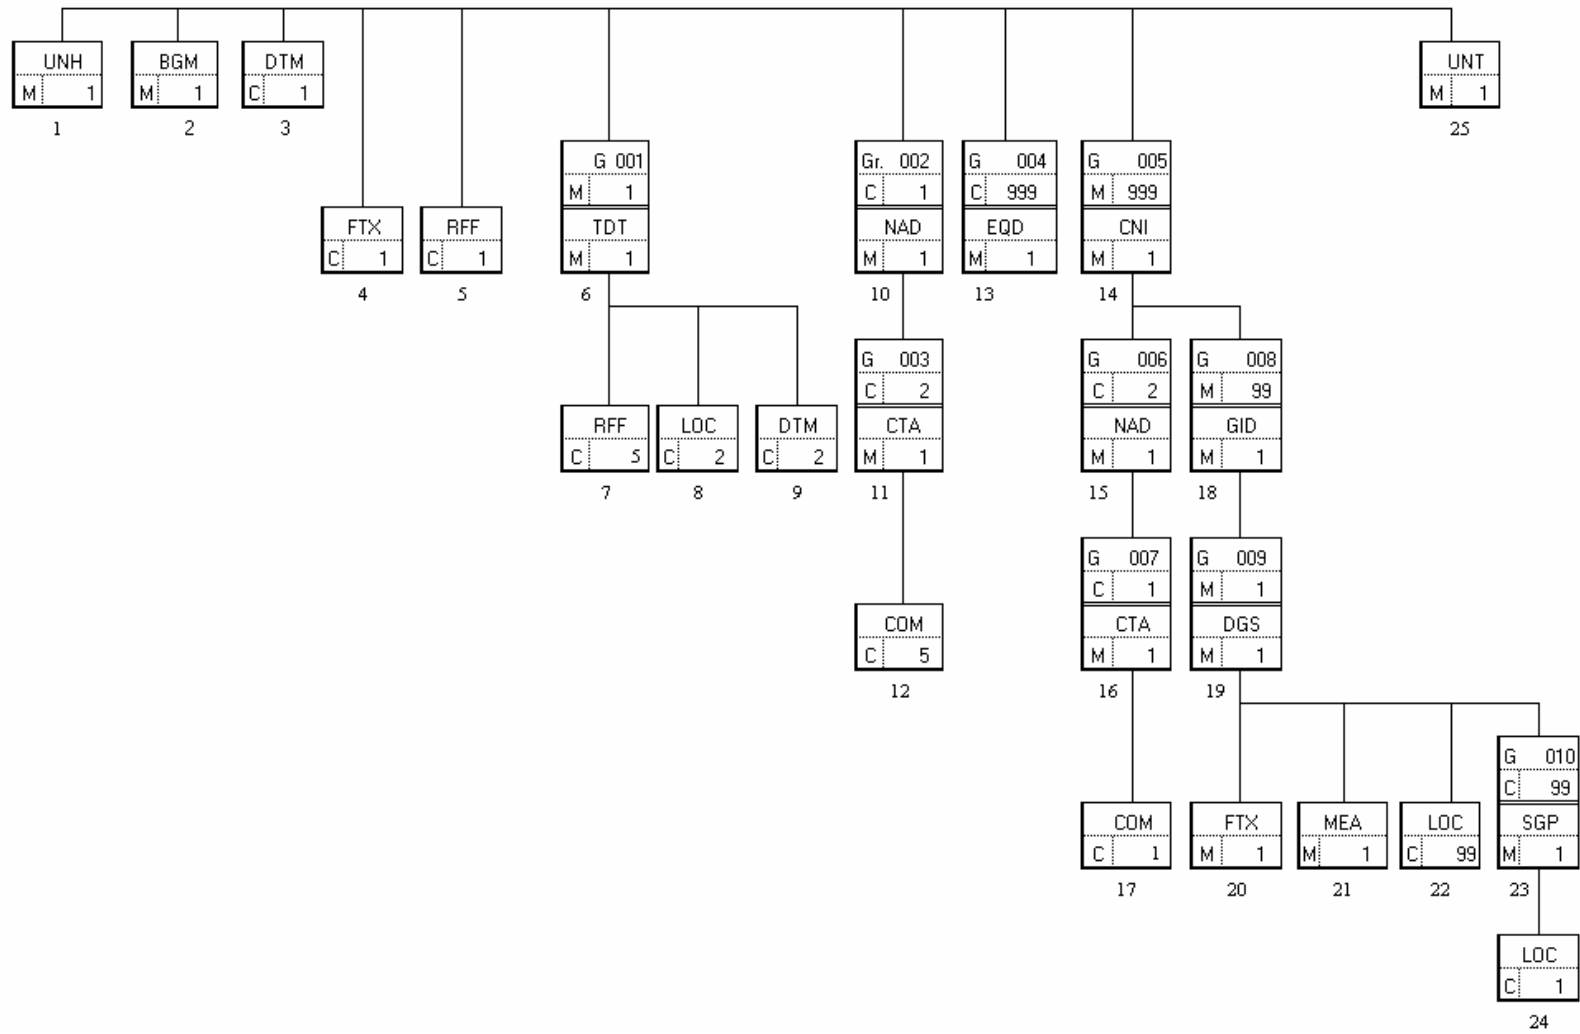 UNH
M 1
1
BGM
M 1
2
DTM
C 1
3
FTX
C 1
4
RFF
C 1
5
G 001
M 1
TDT
M 1
6
RFF
C 5
7
LOC
C 2
8
DTM
C 2
9
Gr. 002
C 1
NAD
M 1
10
G 003
C 2
CTA
M 1
11
COM
C 5
12
G 004
C 999
EQD
M 1
13
G 005
M 999
CNI
M 1
14
G 006
C 2
NAD
M 1
15
G 007
C 1
CTA
M 1
16
COM
C 1
17
G 008
M 99
GID
M 1
18
G 009
M 1
DGS
M 1
19
FTX
M 1
20
MEA
M 1
21
LOC
C 99
22
G 010
C 99
SGP
M 1
23
LOC
C 1
24
UNT
M 1
25